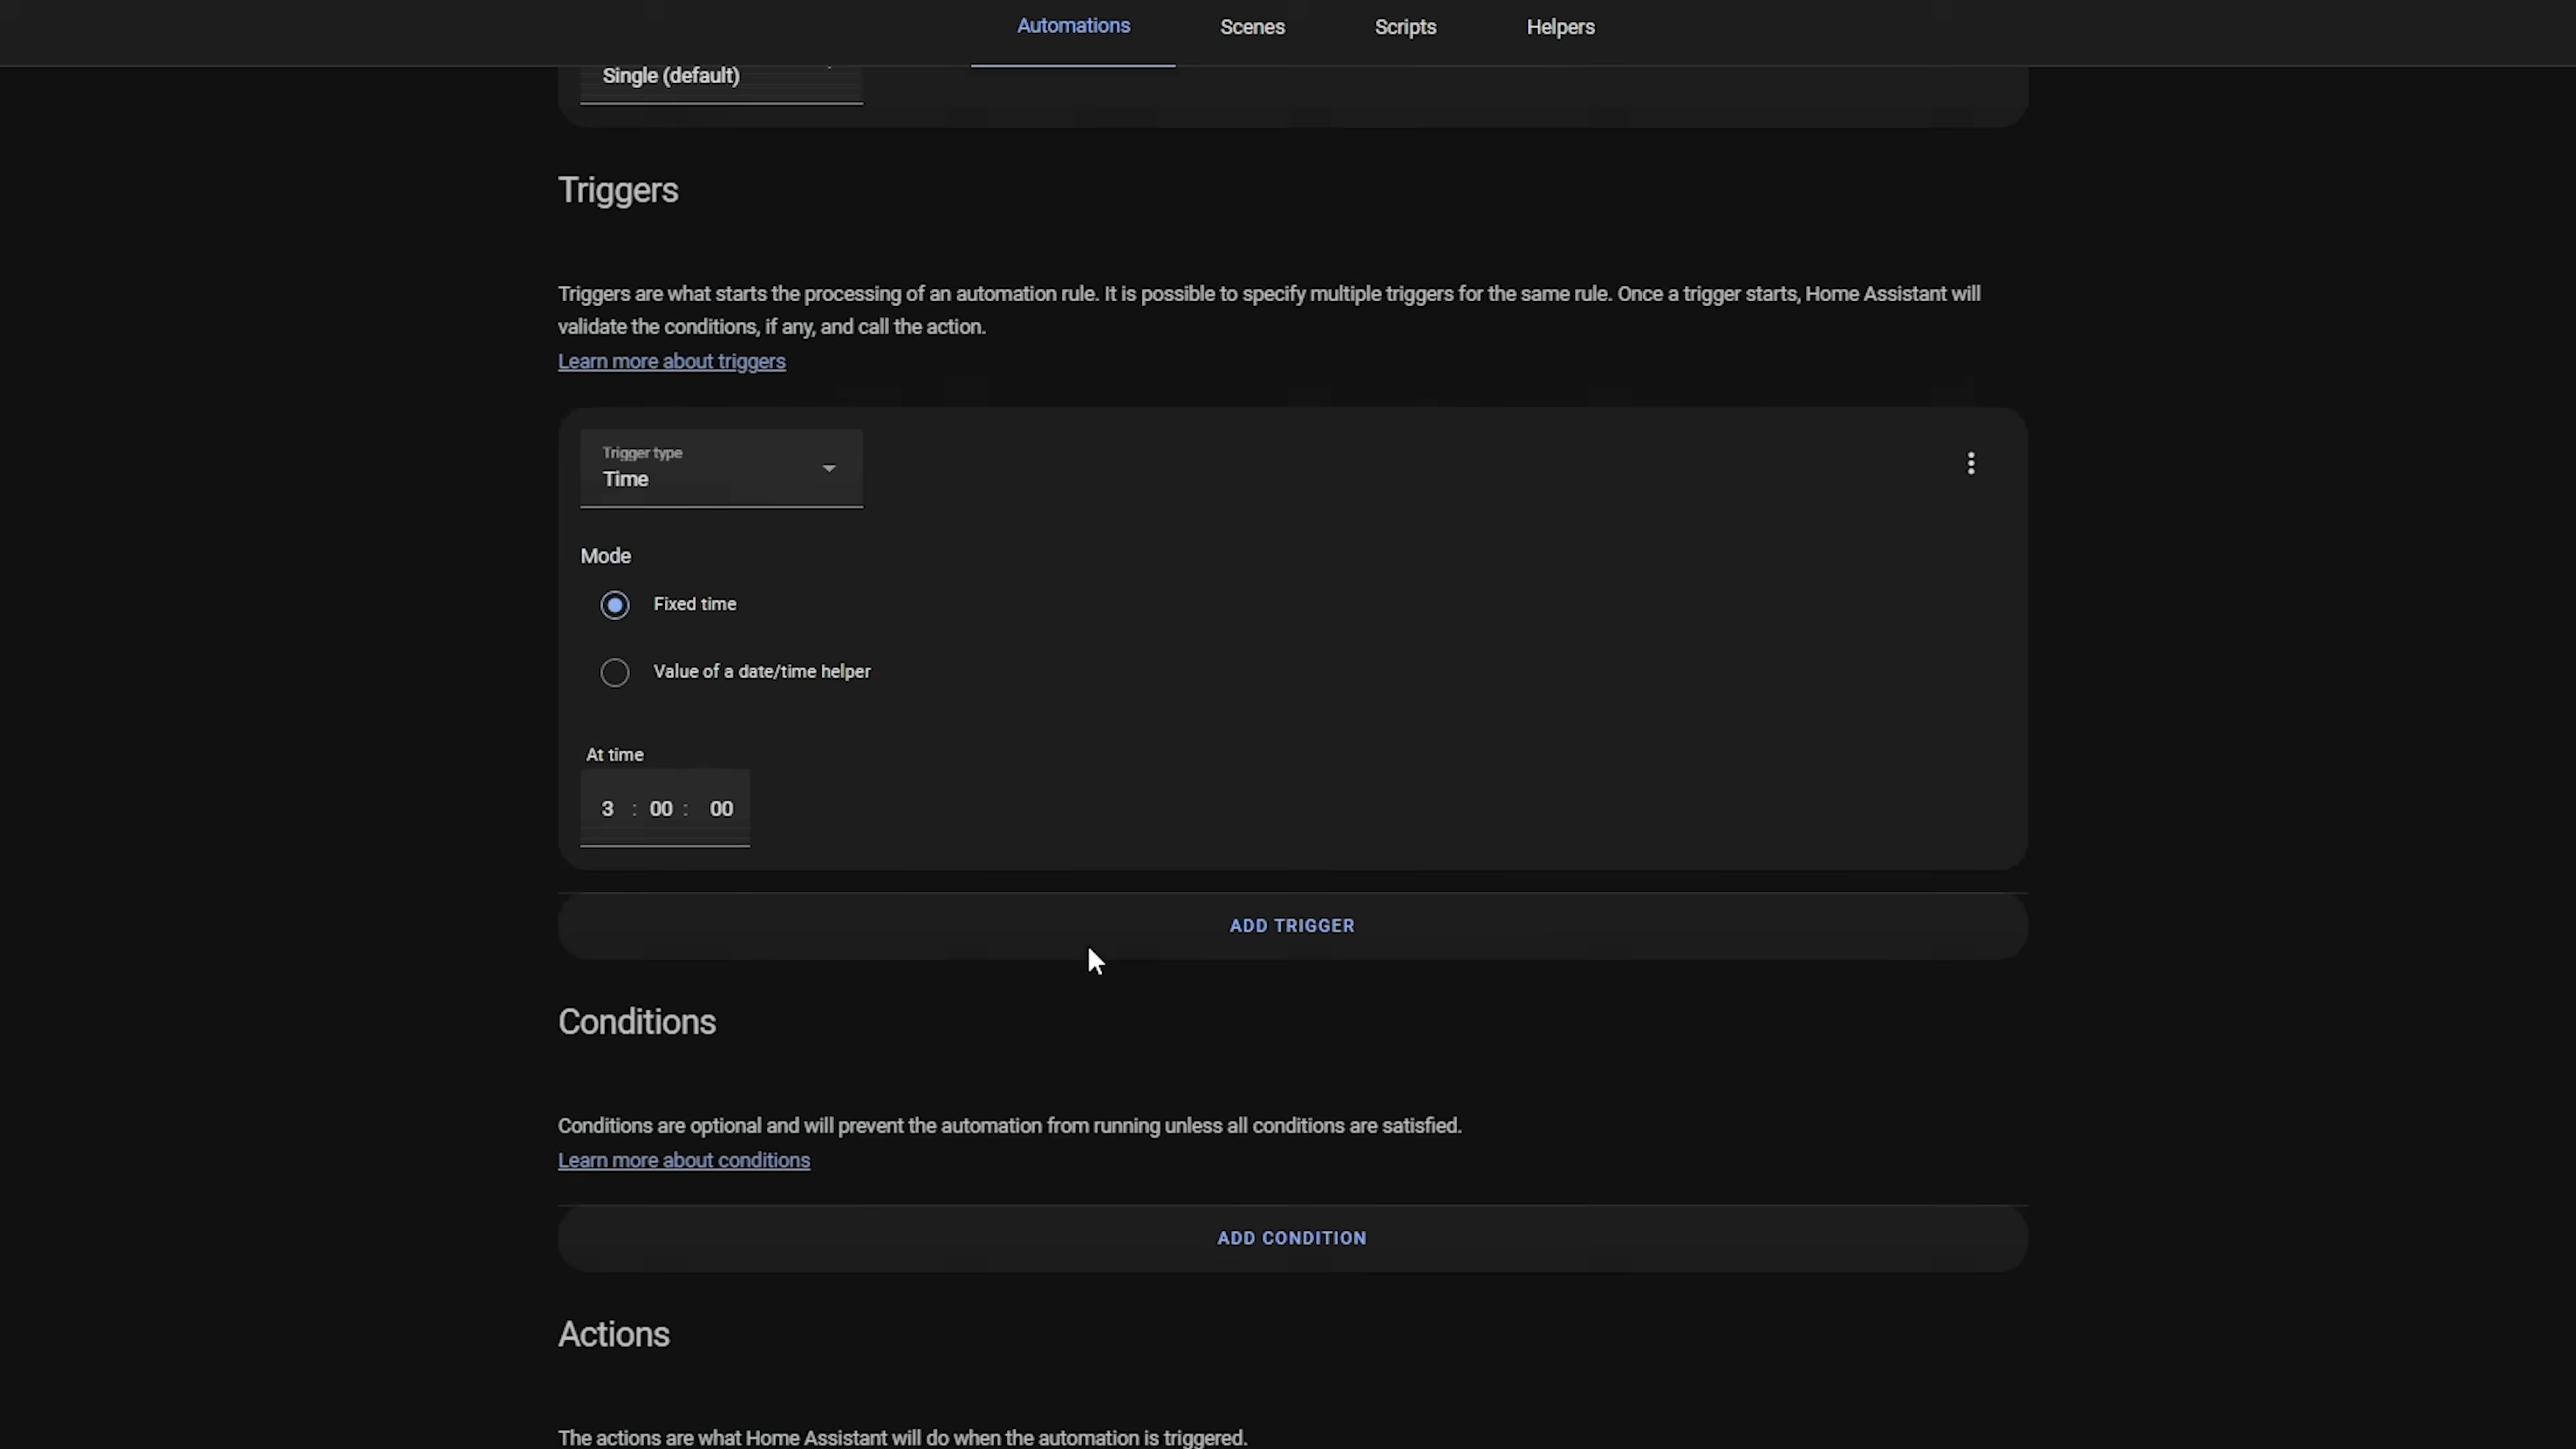 Automations Scenes Scripts Helpers
Single (default)
Triggers
Triggers are what starts the processing of an automation rule. It is possible to specify multiple triggers for the same rule. Once a trigger starts, Home Assistant will
validate the conditions, if any, and call the action.
Learn more about triggers
Trigger type
Time
Mode
Fixed time
Value of a date/time helper
At time
3 : 00 : 00
ADD TRIGGER
Conditions
Conditions are optional and will prevent the automation from running unless all conditions are satisfied.
Learn more about conditions
ADD CONDITION
Actions
The actions are what Home Assistant will do when the automation is triggered.